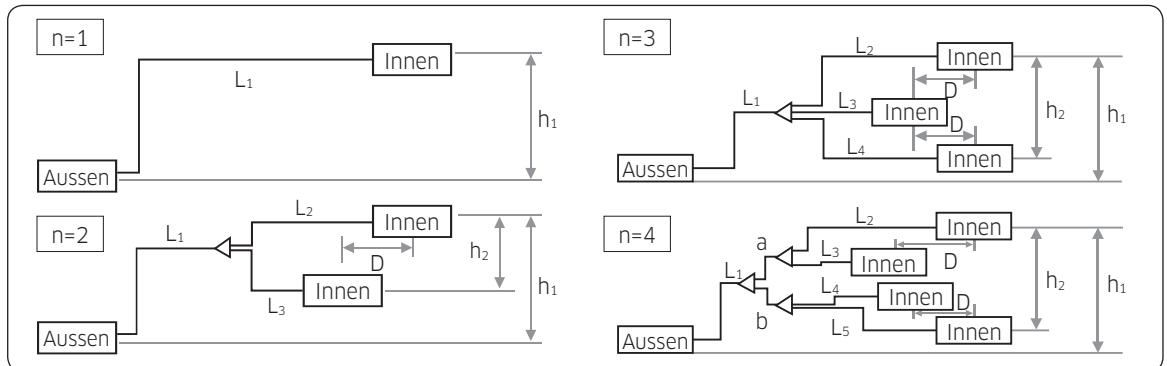 n=1
L₁
Innen
h₁
Aussen
n=2
L₁
L₂
Innen
D
L₃
Innen
h₂
h₁
Aussen
n=3
L₁
L₂
Innen
D
L₃
Innen
D
L₄
Innen
h₂
h₁
Aussen
n=4
L₁
a
L₂
Innen
L₃
Innen
D
b
L₄
Innen
D
L₅
Innen
h₂
h₁
Aussen